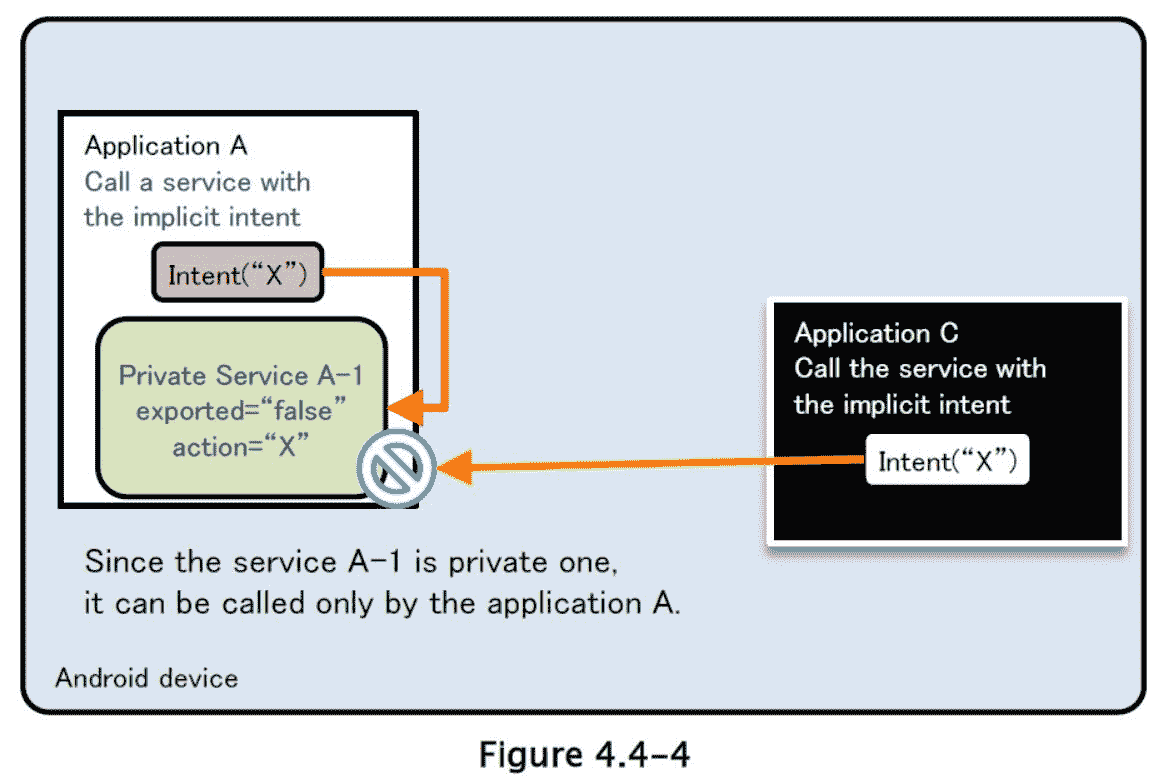 Application A
Call a service with
the implicit intent
Intent(“X”)
Private Service A-1
exported=“false”
action=“X”
Application C
Call the service with
the implicit intent
Intent(“X”)
Since the service A-1 is private one,
it can be called only by the application A.
Android device
Figure 4.4-4